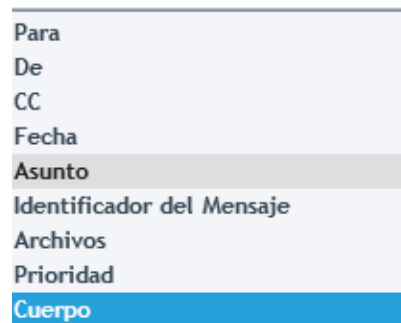 Para
De
CC
Fecha
Asunto
Identificador del Mensaje
Archivos
Prioridad
Cuerpo